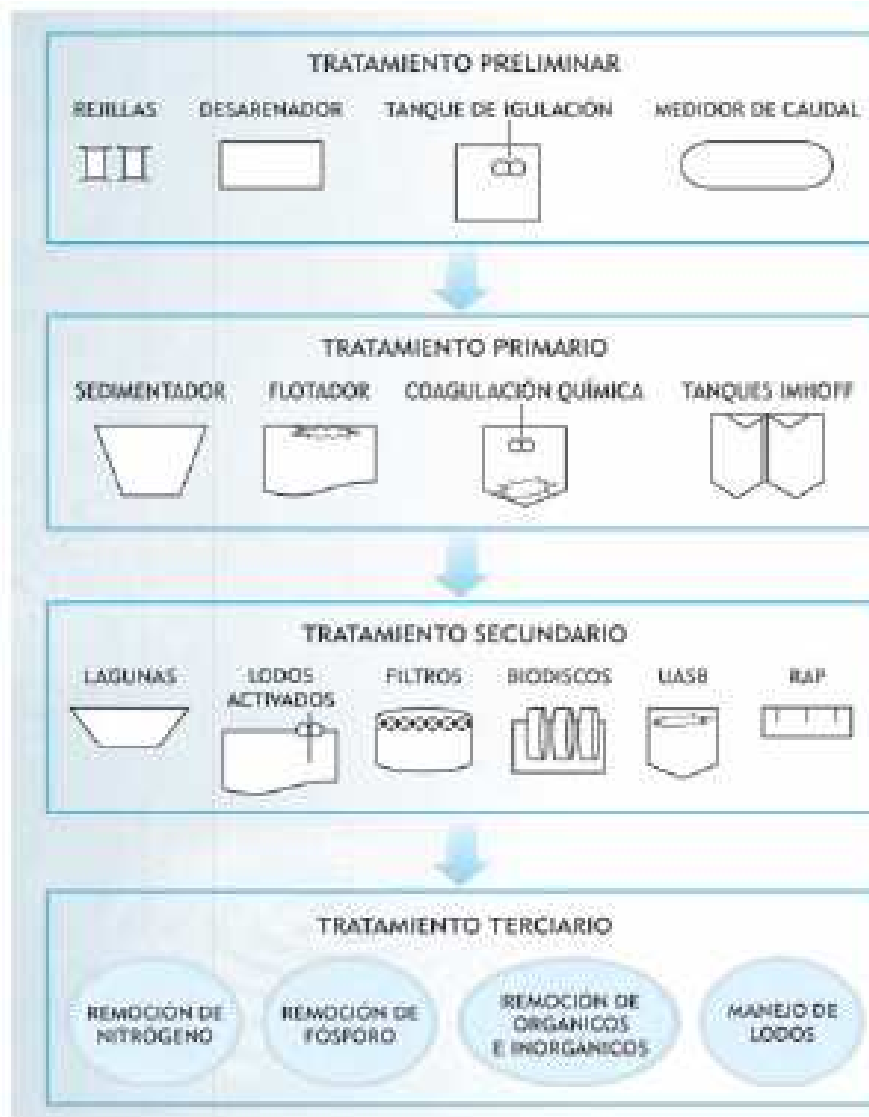 TRATAMIENTO PRELIMINAR
REJILLAS
DESARENADOR
TANQUE DE IGULACIÓN
MEDIDOR DE CAUDAL
TRATAMIENTO PRIMARIO
SEDIMENTADOR
FLOTADOR
COAGULACIÓN QUÍMICA
TANQUES IMHOFF
TRATAMIENTO SECUNDARIO
LAGUNAS
LODOS
ACTIVADOS
FILTROS
BIODISCOS
UASB
RAP
TRATAMIENTO TERCIARIO
REMOCIÓN DE
NITRÓGENO
REMOCIÓN DE
FÓSFORO
REMOCIÓN DE
ORGÁNICOS
E INORGÁNICOS
MANEJO DE
LODOS